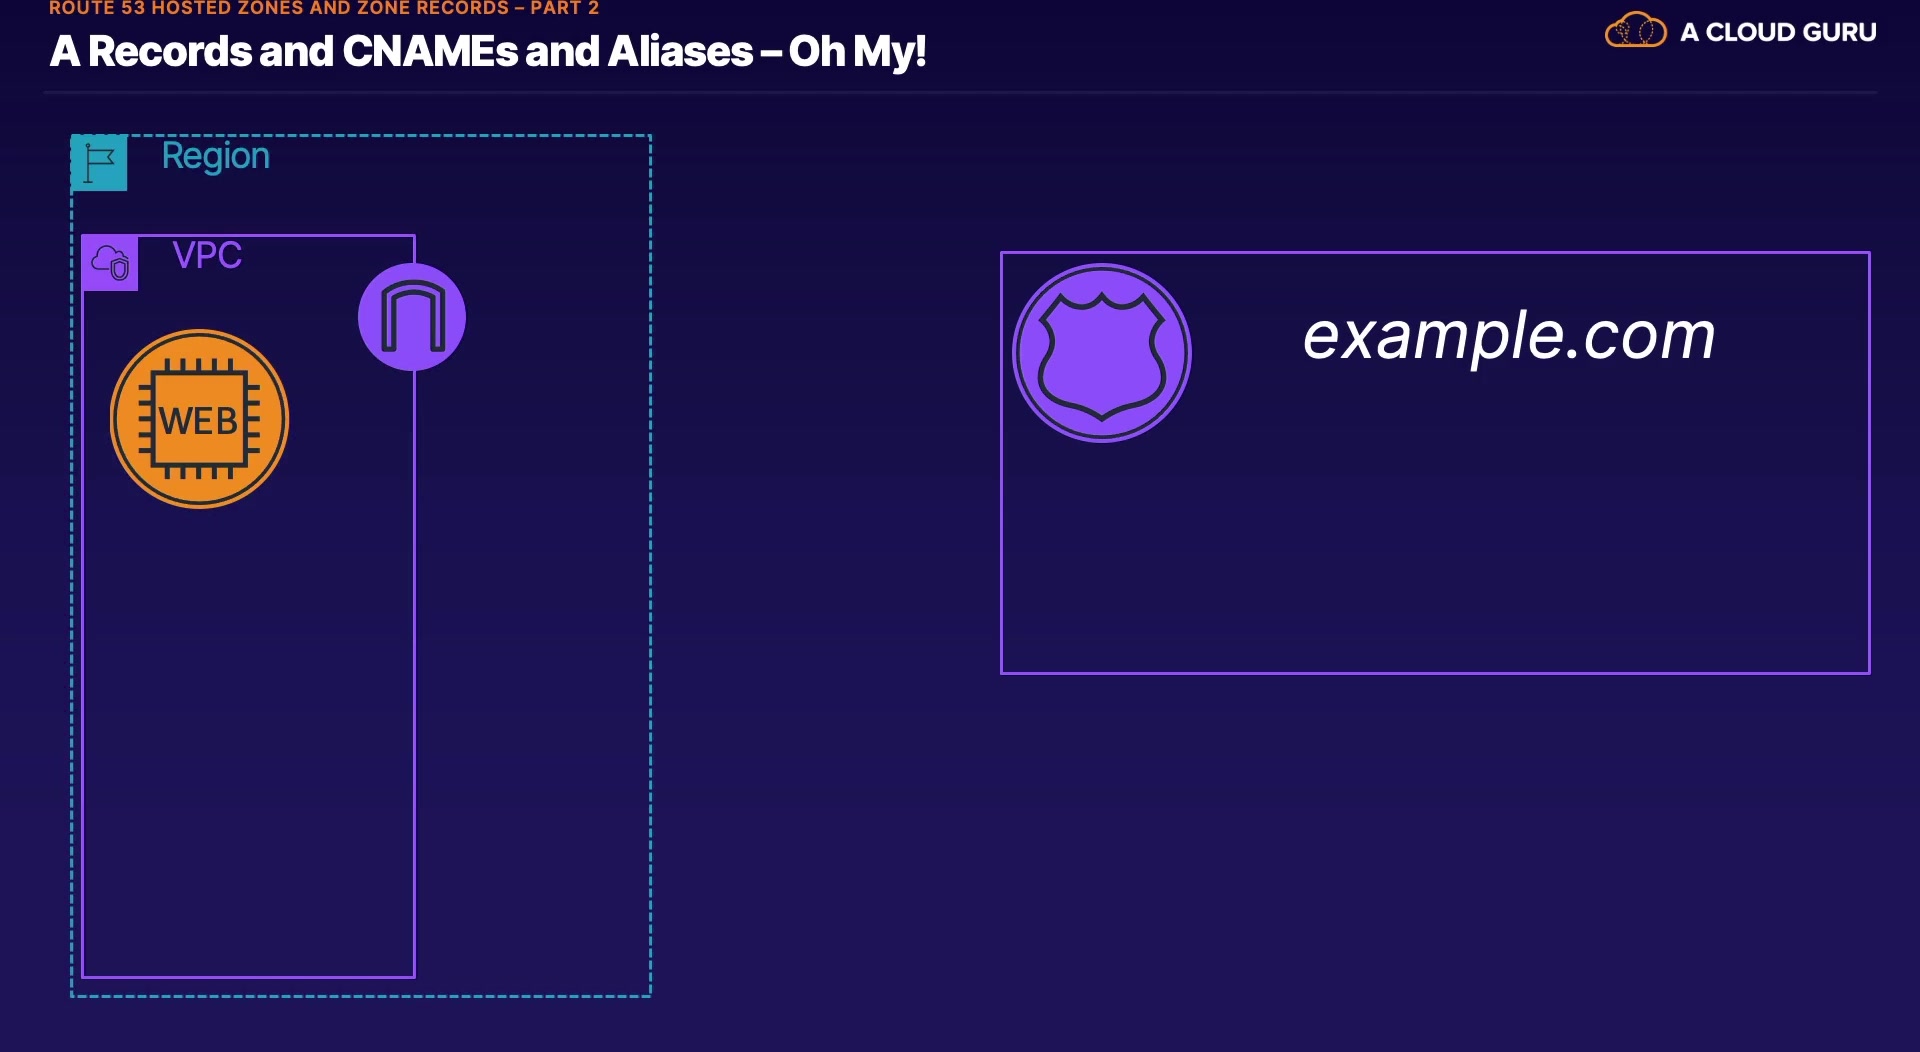 ROUTE 53 HOSTED ZONES AND ZONE RECORDS – PART 2
A Records and CNAMEs and Aliases – Oh My!
A CLOUD GURU
Region
VPC
WEB
example.com